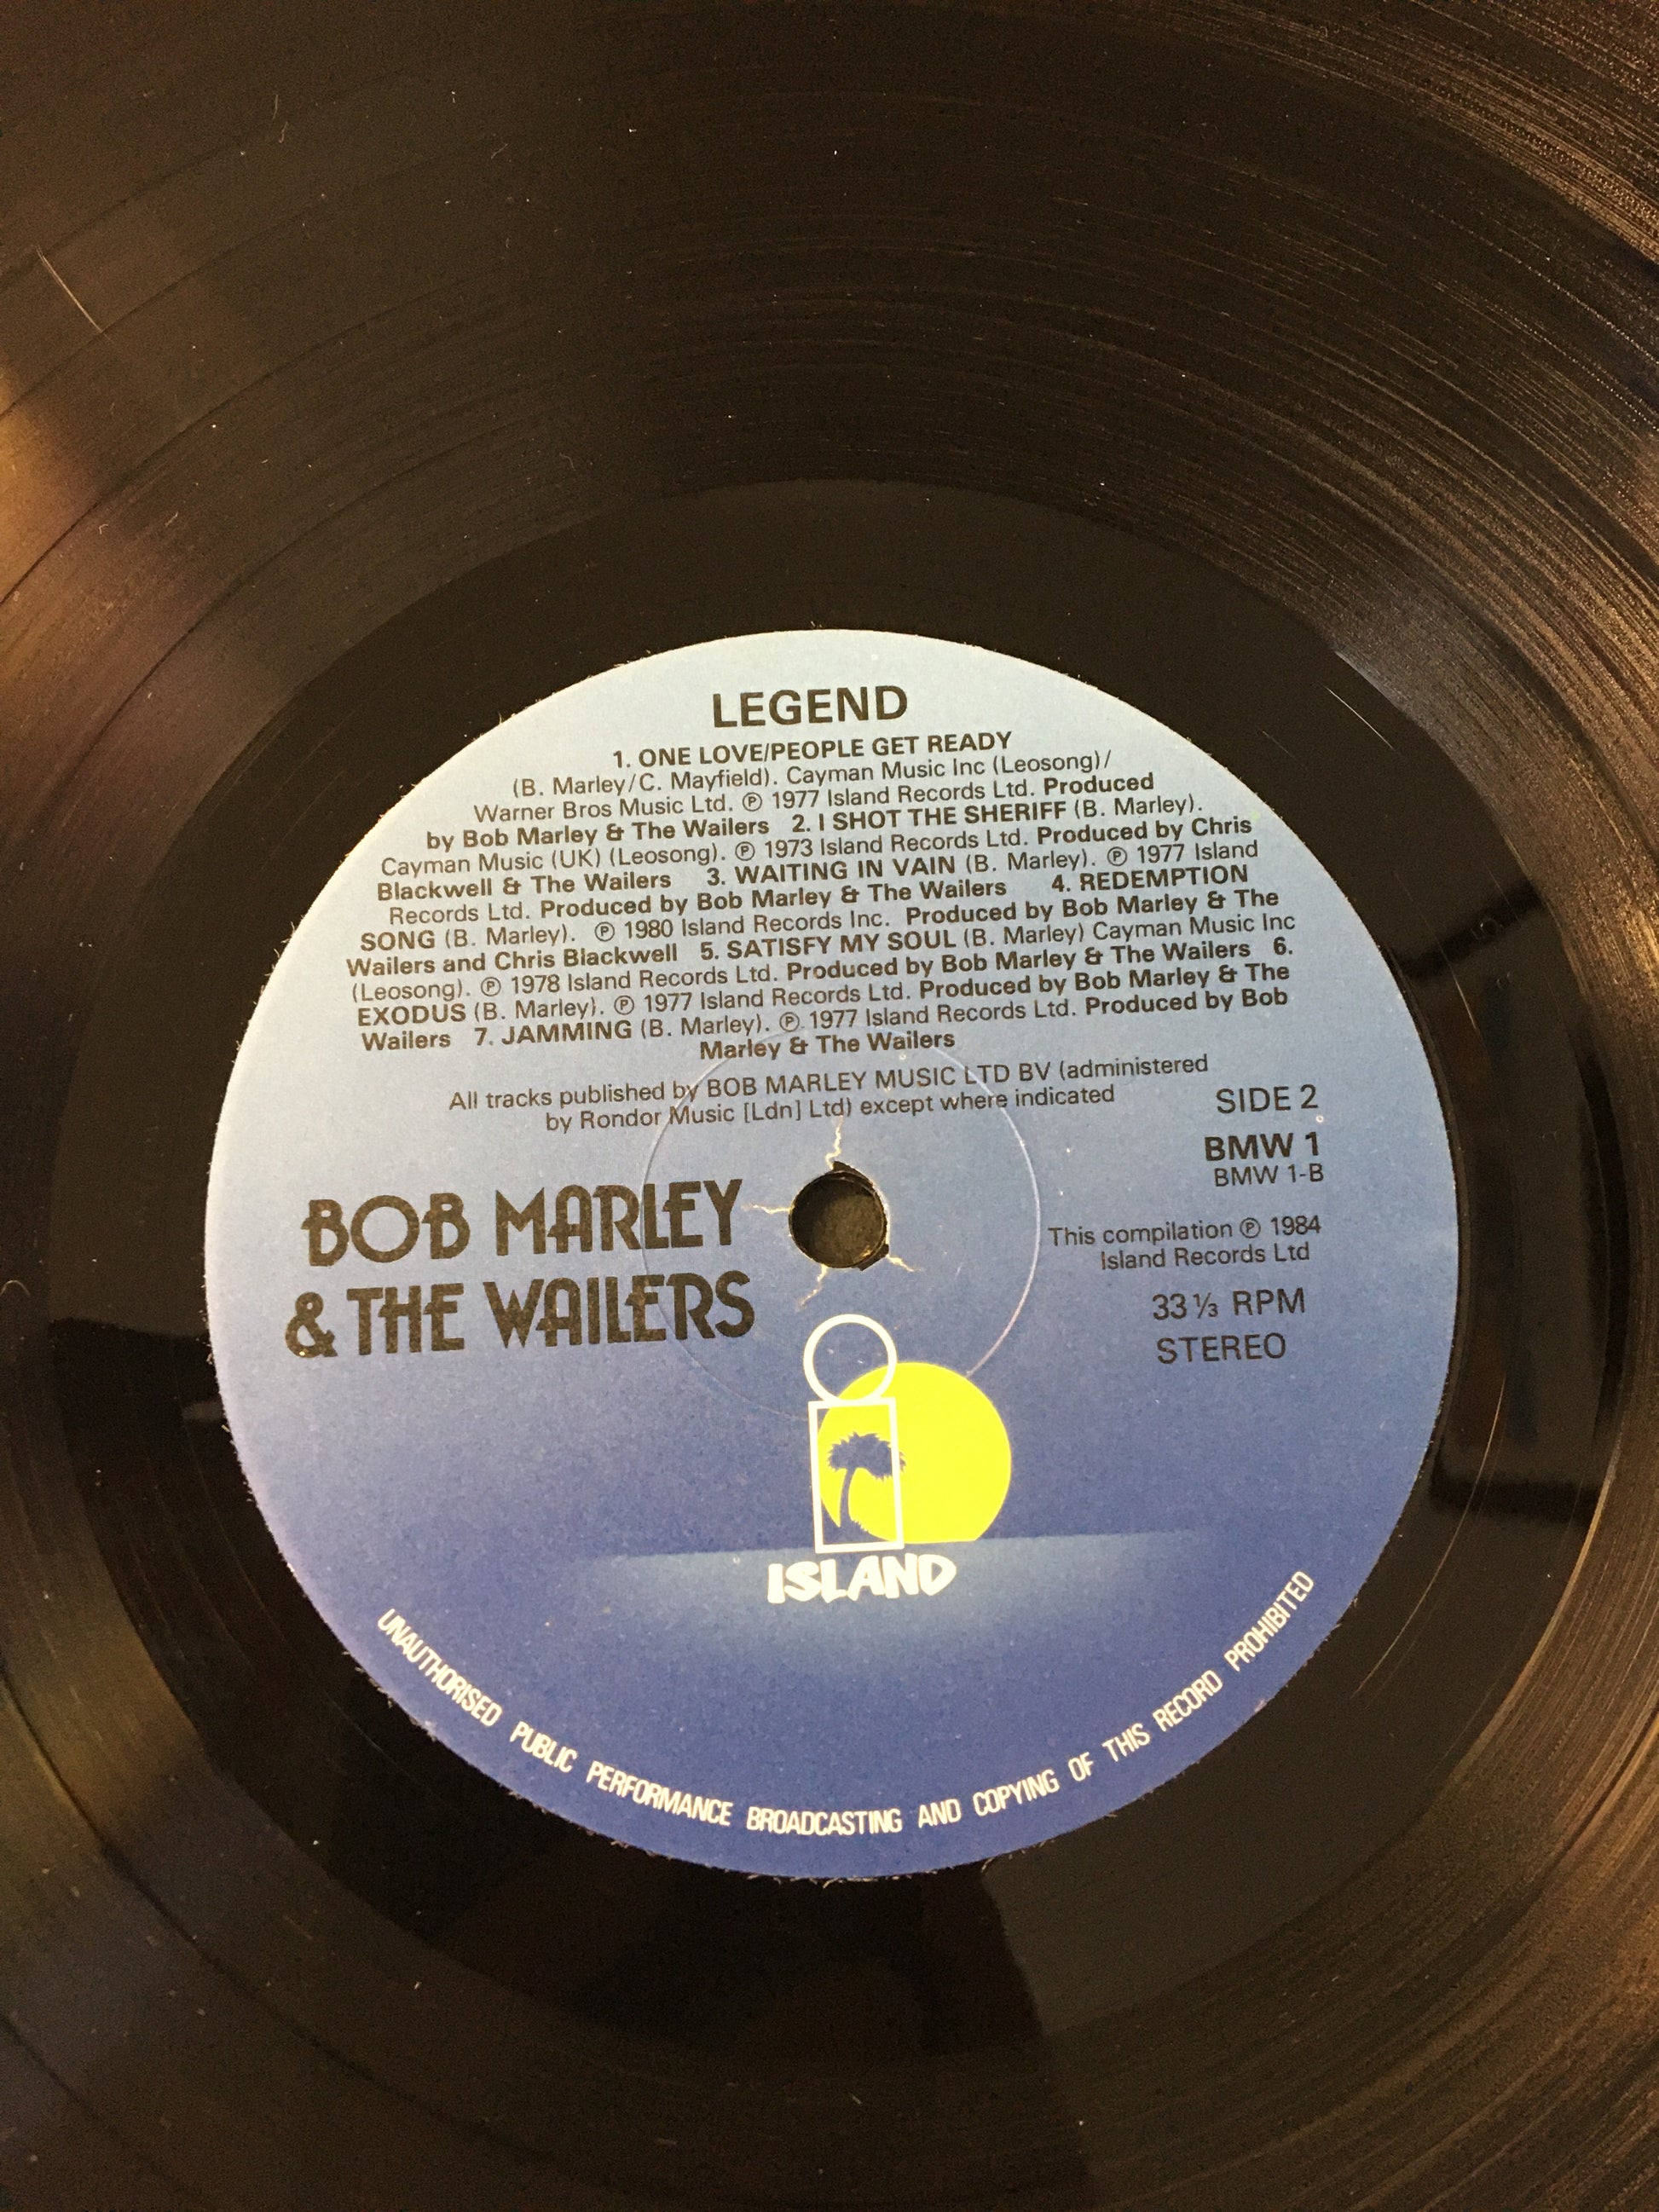 LEGEND
1. ONE LOVE/PEOPLE GET READY
(B. Marley/C. Mayfield). Cayman Music Inc (Leosong)/
Warner Bros Music Ltd. ℗ 1977 Island Records Ltd. Produced
by Bob Marley & The Wailers 2. I SHOT THE SHERIFF (B. Marley).
Cayman Music (UK) (Leosong). ℗ 1973 Island Records Ltd. Produced by Chris
Blackwell & The Wailers 3. WAITING IN VAIN (B. Marley). ℗ 1977 Island
Records Ltd. Produced by Bob Marley & The Wailers 4. REDEMPTION
SONG (B. Marley). ℗ 1980 Island Records Inc. Produced by Bob Marley & The
Wailers and Chris Blackwell 5. SATISFY MY SOUL (B. Marley) Cayman Music Inc
(Leosong). ℗ 1978 Island Records Ltd. Produced by Bob Marley & The Wailers 6.
EXODUS (B. Marley). ℗ 1977 Island Records Ltd. Produced by Bob Marley & The
Wailers 7. JAMMING (B. Marley). ℗ 1977 Island Records Ltd. Produced by Bob
Marley & The Wailers
All tracks published by BOB MARLEY MUSIC LTD BV (administered
by Rondor Music [Ldn] Ltd) except where indicated
SIDE 2
BMW 1
BMW 1-B
BOB MARLEY
& THE WAILERS
This compilation ℗ 1984
Island Records Ltd
33⅓ RPM
STEREO
ISLAND
UNAUTHORISED PUBLIC PERFORMANCE BROADCASTING AND COPYING OF THIS RECORD PROHIBITED